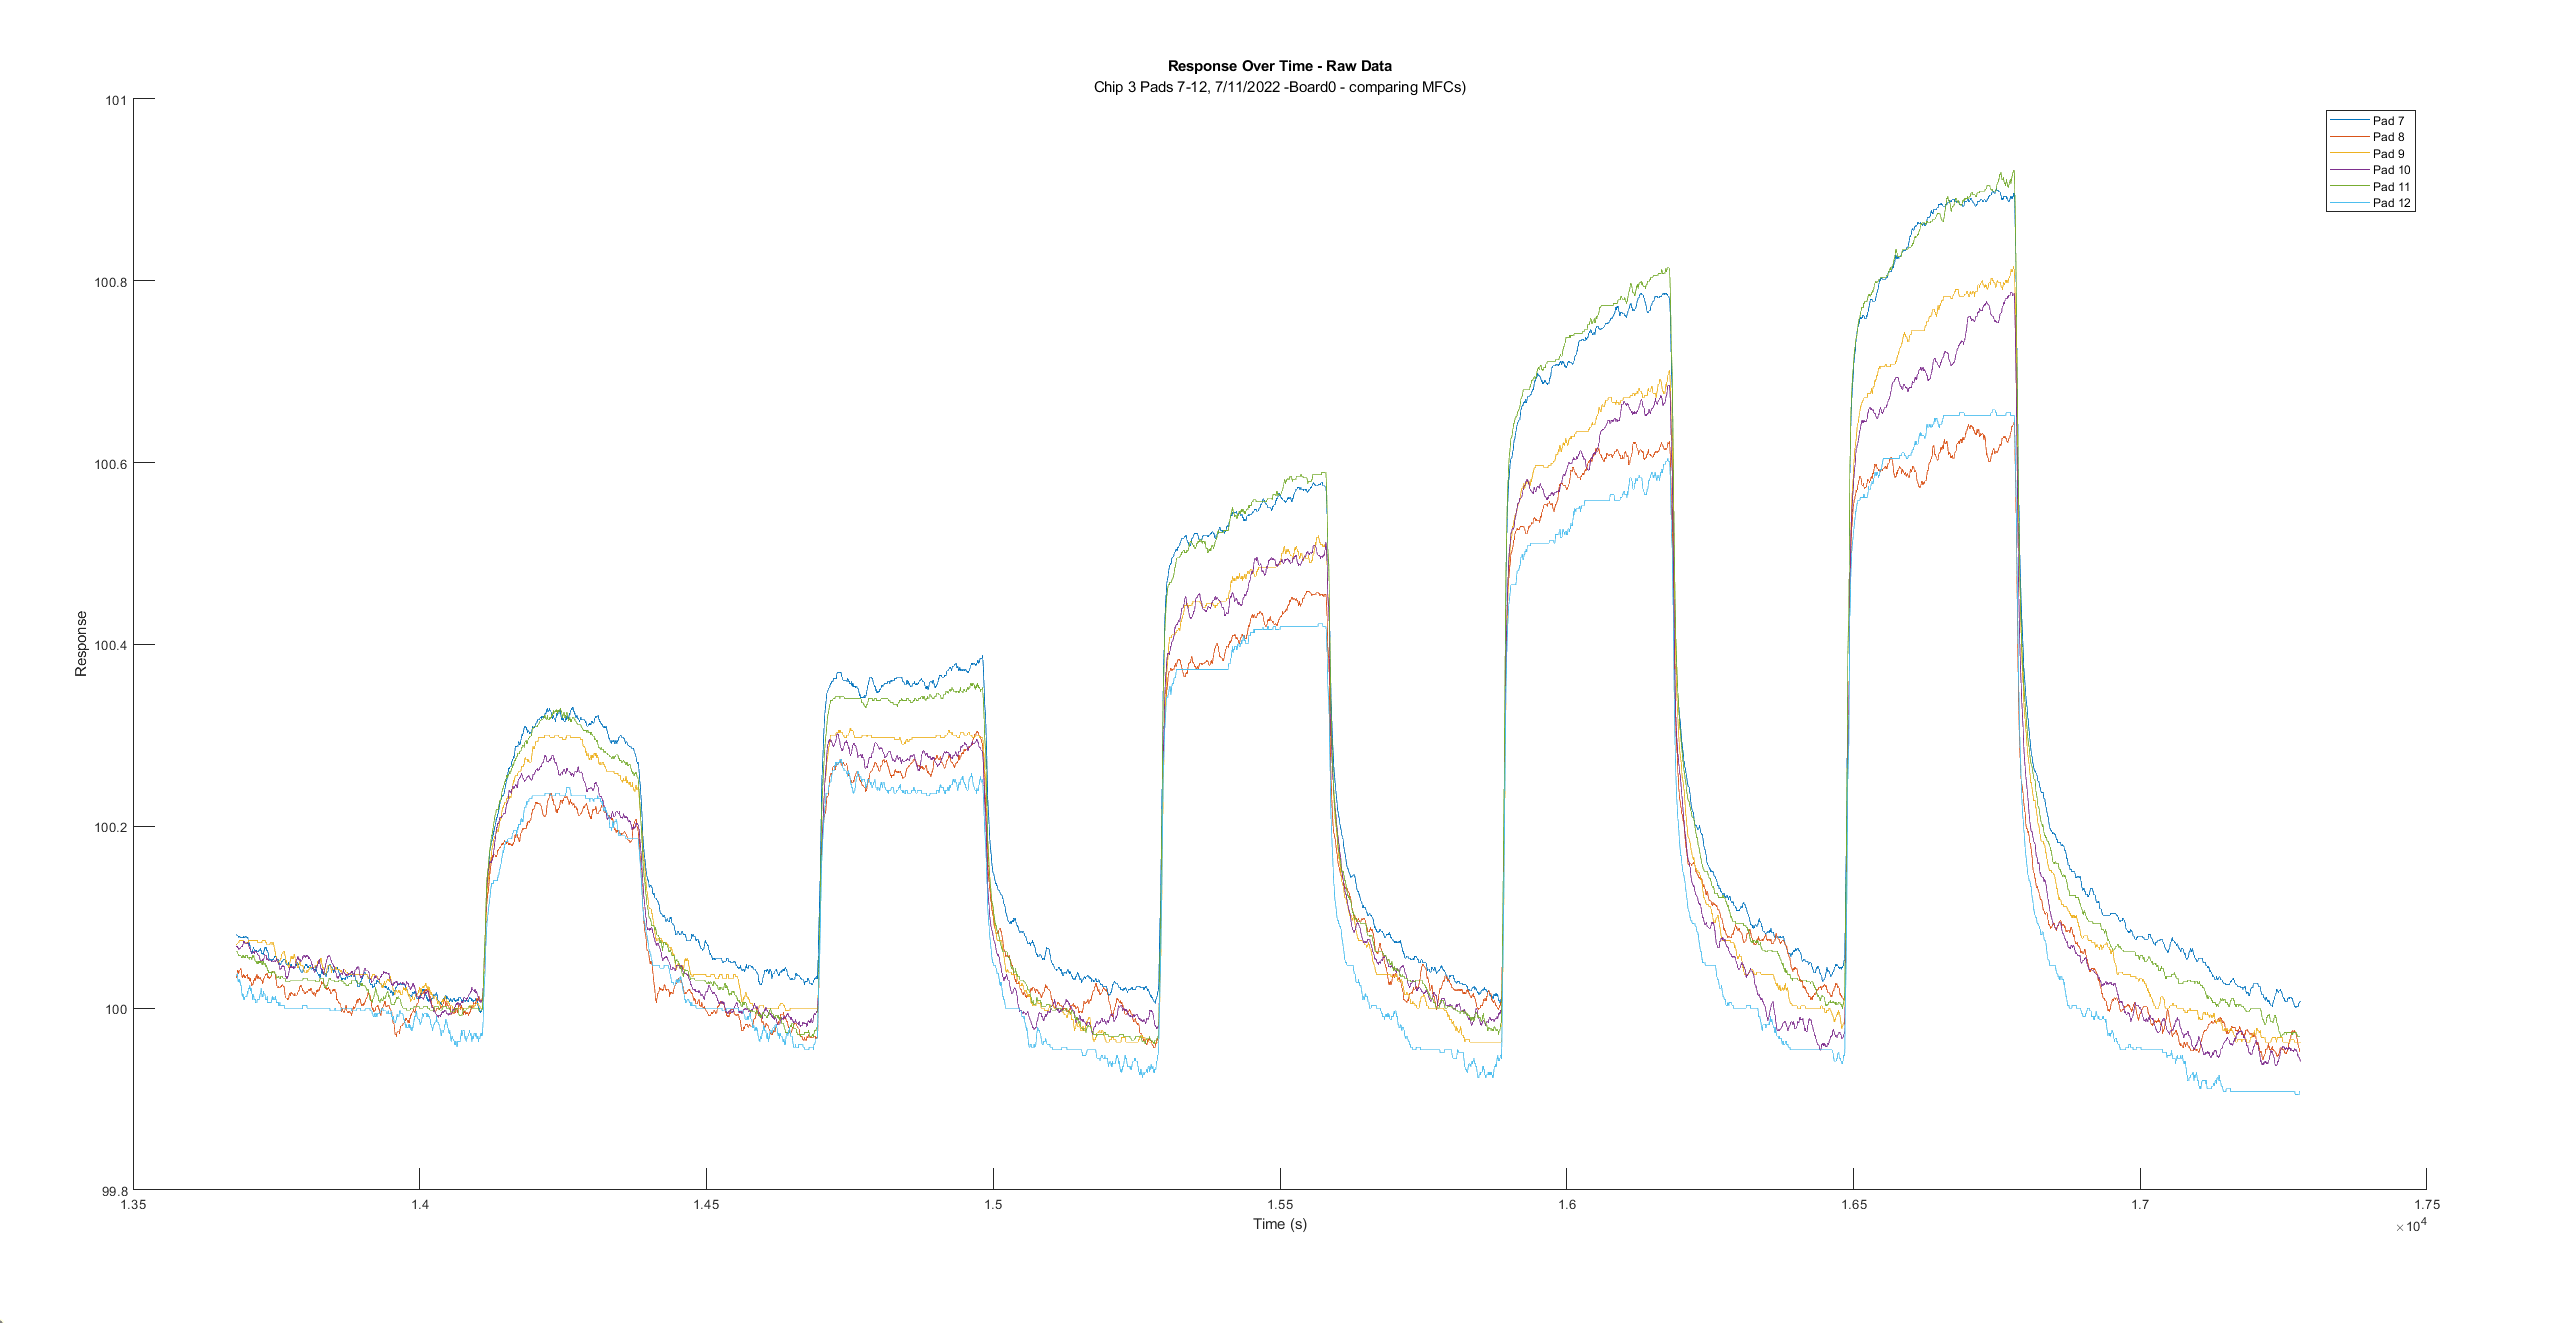 Response Over Time - Raw Data
Chip 3 Pads 7-12, 7/11/2022 -Board0 - comparing MFCs)
101
100.8
100.6
100.4
100.2
100
99.8
Response
Pad 7
Pad 8
Pad 9
Pad 10
Pad 11
Pad 12
1.35 1.4 1.45 1.5 1.55 1.6 1.65 1.7 1.75
Time (s)
×10^4